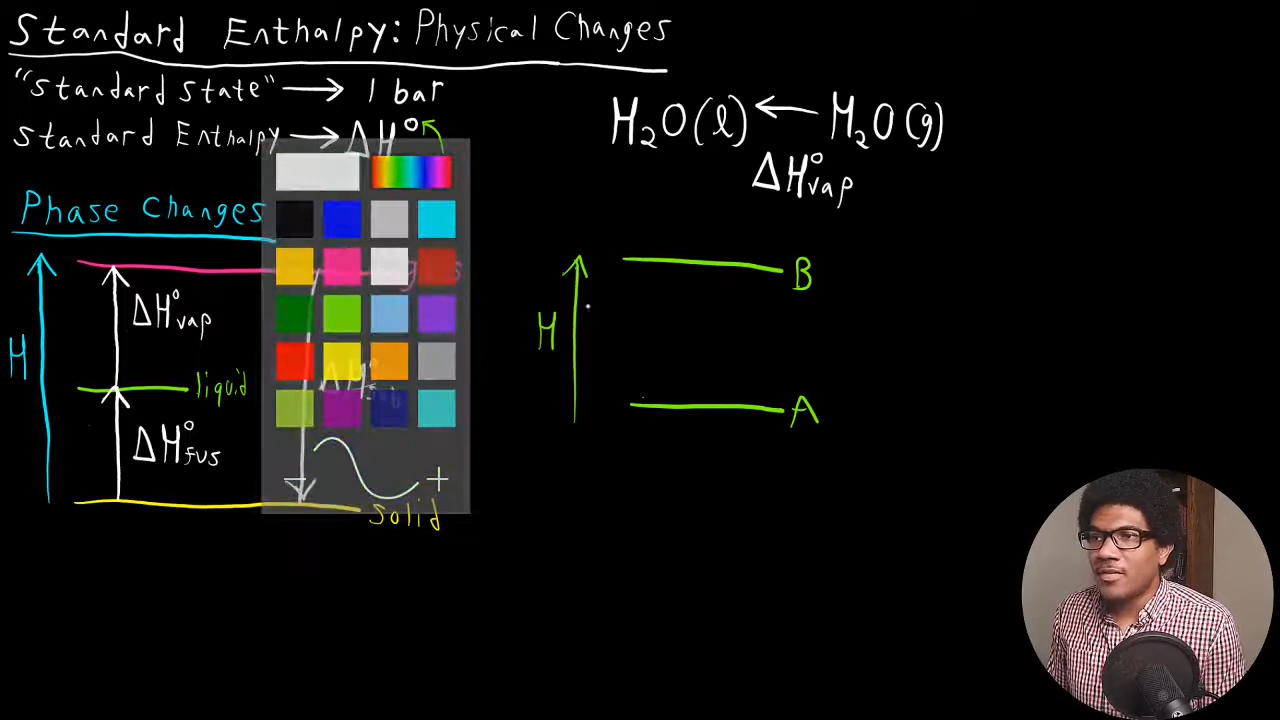 Standard Enthalpy: Physical Changes
"Standard State" → 1 bar
Standard Enthalpy → ΔH°
H₂O(l) ← H₂O(g)
ΔH°vap
Phase Changes
H
ΔH°vap
liquid
ΔH°fus
solid
H
B
A